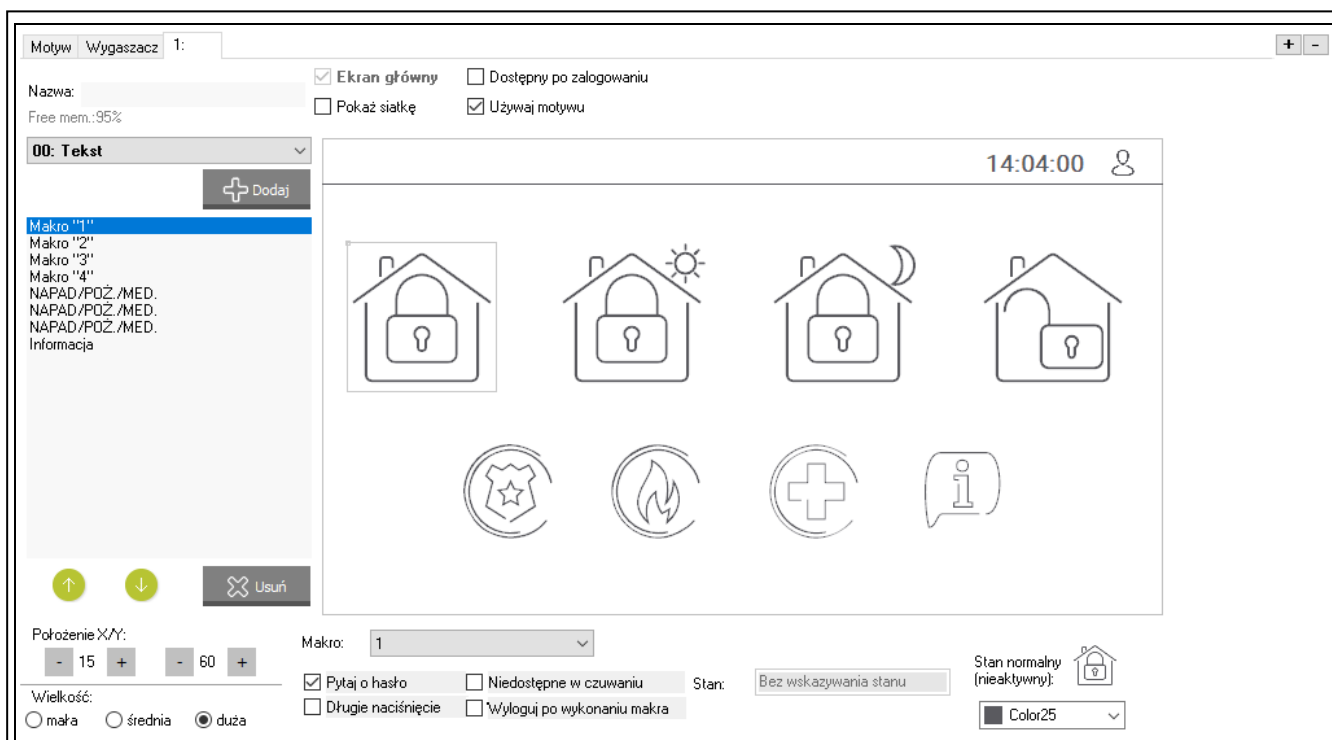 Motyw Wygaszacz 1: + -
Ekran główny Dostępny po zalogowaniu
Nazwa:
Pokaż siatkę Używaj motywu
Free mem.:95%
00: Tekst
14:04:00
Dodaj
Makro "1"
Makro "2"
Makro "3"
Makro "4"
NAPAD/POŻ./MED.
NAPAD/POŻ./MED.
NAPAD/POŻ./MED.
Informacja
Usuń
Położenie X/Y:
- 15 + - 60 +
Wielkość:
mała średnia duża
Makro: 1
Pytaj o hasło Niedostępne w czuwaniu Stan: Bez wskazywania stanu
Długie naciśnięcie Wyloguj po wykonaniu makra
Stan normalny
(nieaktywny):
Color25